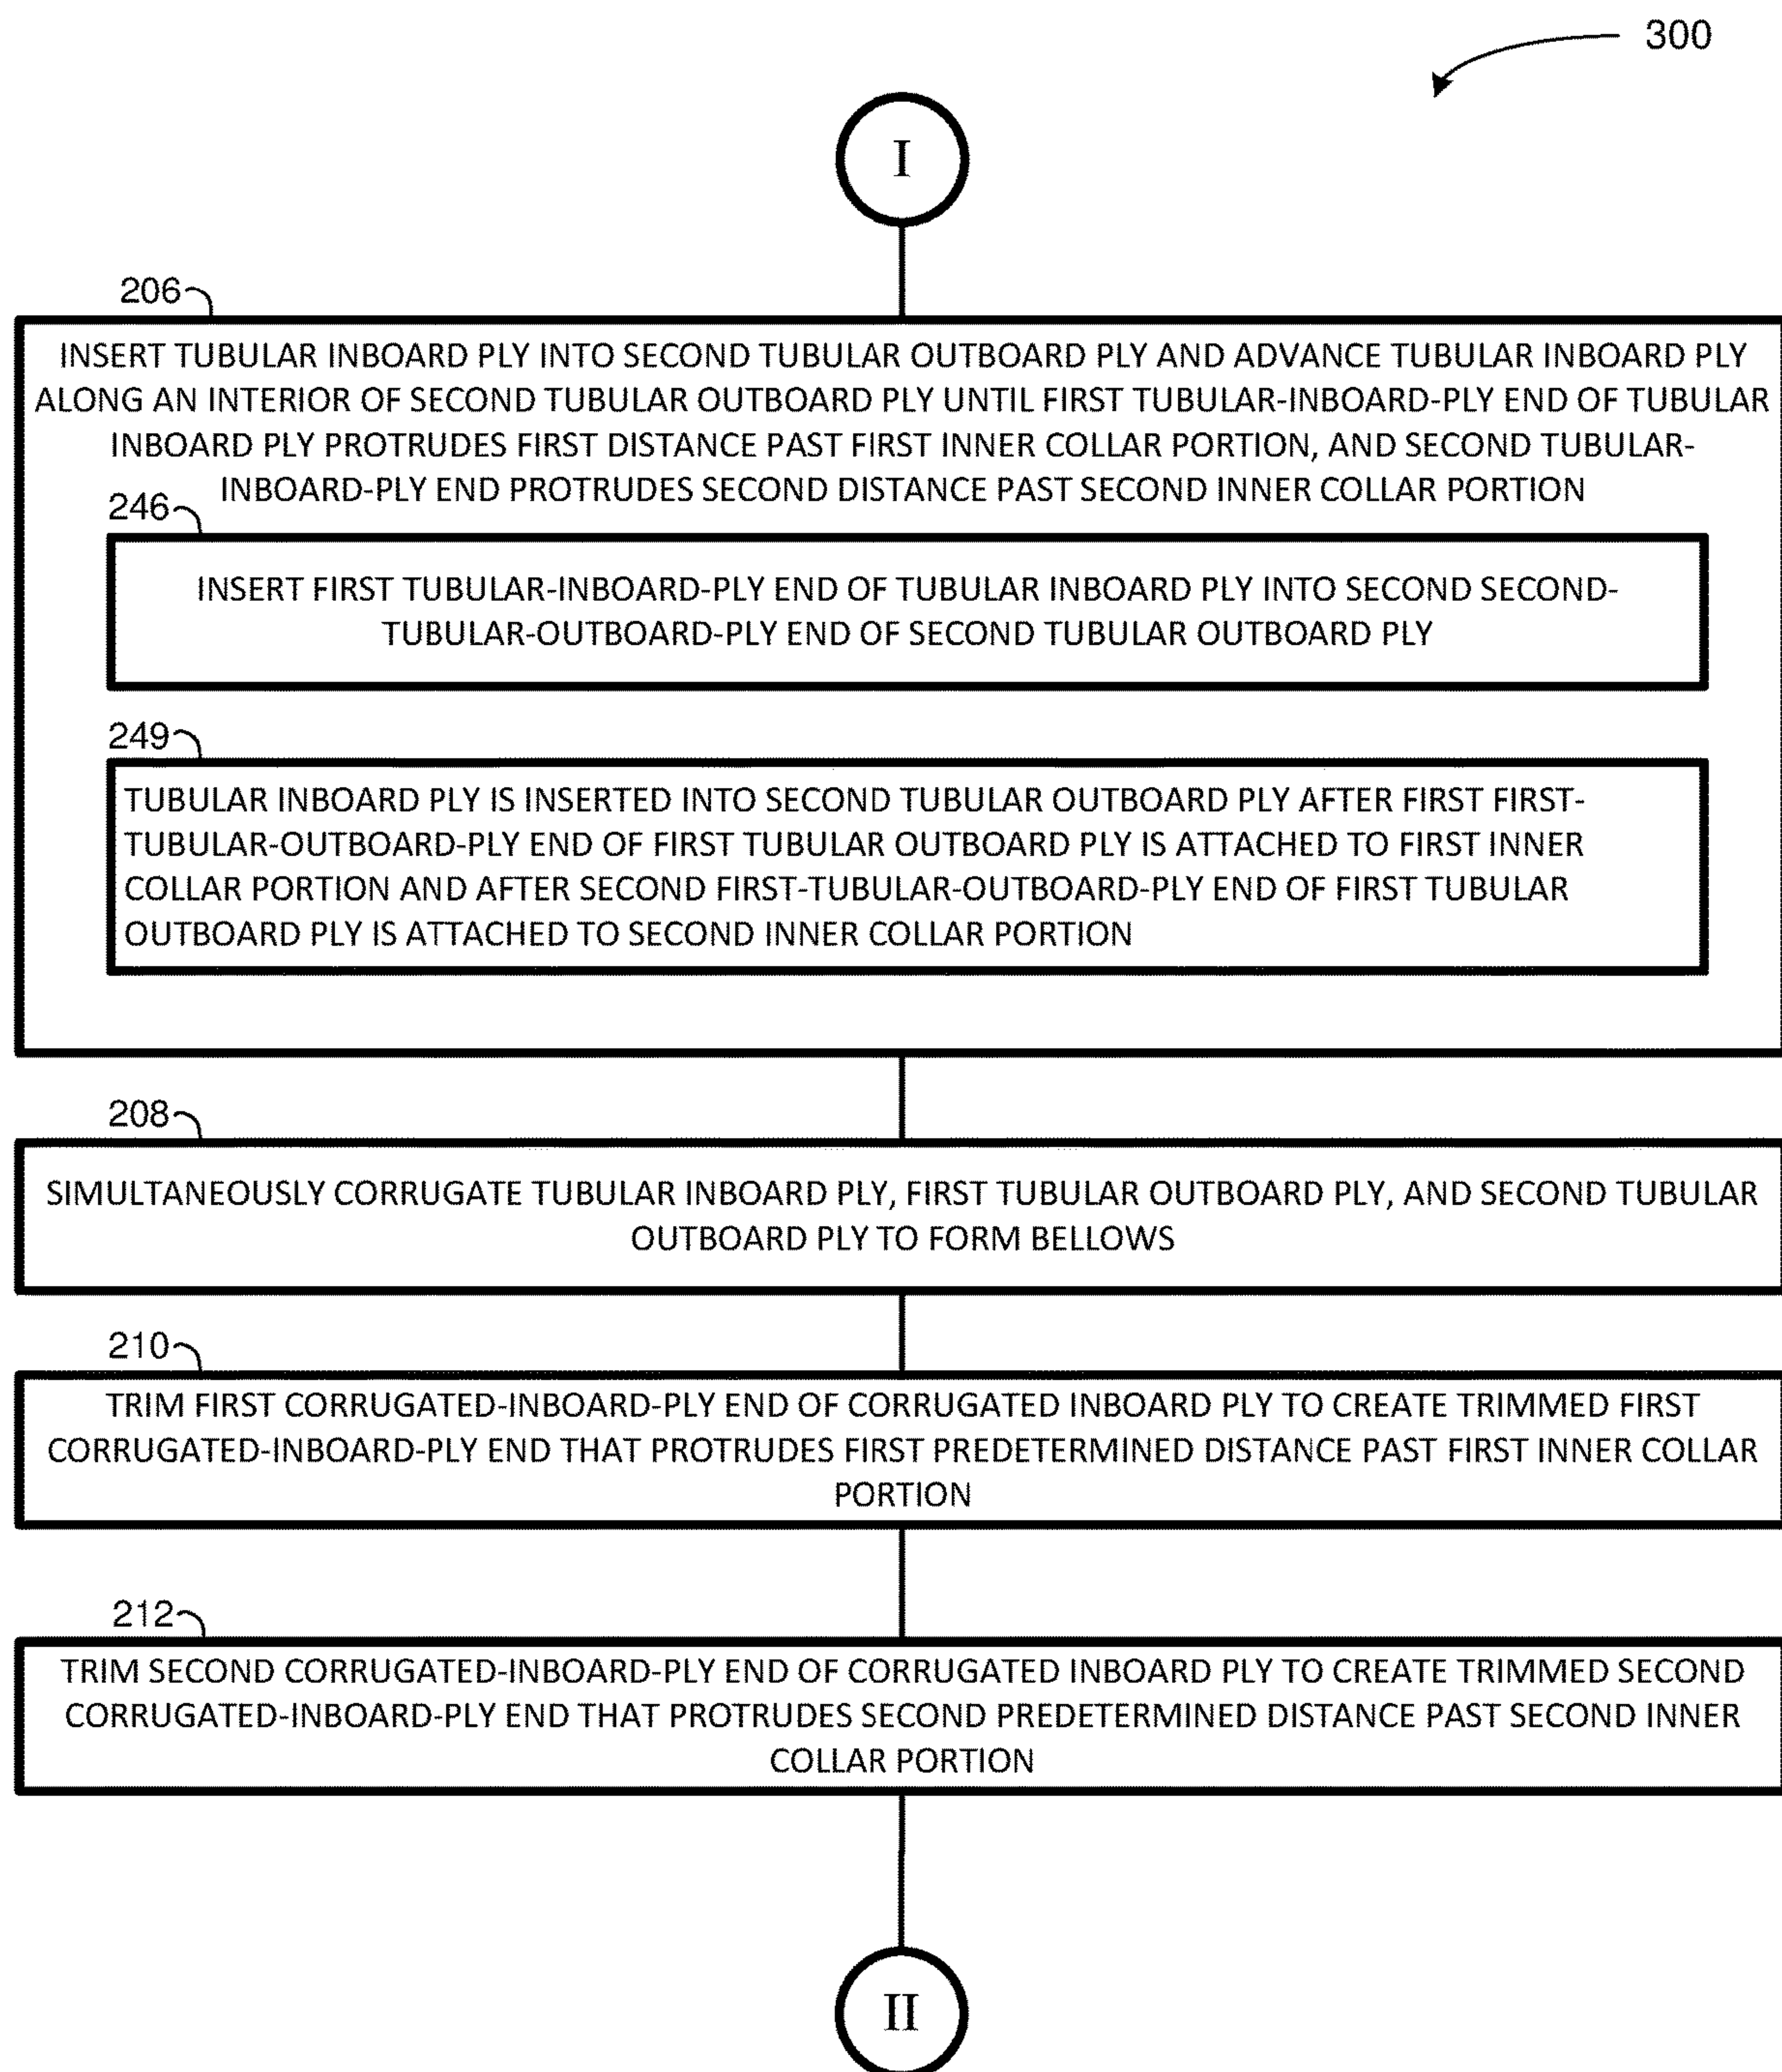 300
I
206
INSERT TUBULAR INBOARD PLY INTO SECOND TUBULAR OUTBOARD PLY AND ADVANCE TUBULAR INBOARD PLY
ALONG AN INTERIOR OF SECOND TUBULAR OUTBOARD PLY UNTIL FIRST TUBULAR-INBOARD-PLY END OF TUBULAR
INBOARD PLY PROTRUDES FIRST DISTANCE PAST FIRST INNER COLLAR PORTION, AND SECOND TUBULAR-
INBOARD-PLY END PROTRUDES SECOND DISTANCE PAST SECOND INNER COLLAR PORTION
246
INSERT FIRST TUBULAR-INBOARD-PLY END OF TUBULAR INBOARD PLY INTO SECOND SECOND-
TUBULAR-OUTBOARD-PLY END OF SECOND TUBULAR OUTBOARD PLY
249
TUBULAR INBOARD PLY IS INSERTED INTO SECOND TUBULAR OUTBOARD PLY AFTER FIRST FIRST-
TUBULAR-OUTBOARD-PLY END OF FIRST TUBULAR OUTBOARD PLY IS ATTACHED TO FIRST INNER
COLLAR PORTION AND AFTER SECOND FIRST-TUBULAR-OUTBOARD-PLY END OF FIRST TUBULAR
OUTBOARD PLY IS ATTACHED TO SECOND INNER COLLAR PORTION
208
SIMULTANEOUSLY CORRUGATE TUBULAR INBOARD PLY, FIRST TUBULAR OUTBOARD PLY, AND SECOND TUBULAR
OUTBOARD PLY TO FORM BELLOWS
210
TRIM FIRST CORRUGATED-INBOARD-PLY END OF CORRUGATED INBOARD PLY TO CREATE TRIMMED FIRST
CORRUGATED-INBOARD-PLY END THAT PROTRUDES FIRST PREDETERMINED DISTANCE PAST FIRST INNER COLLAR
PORTION
212
TRIM SECOND CORRUGATED-INBOARD-PLY END OF CORRUGATED INBOARD PLY TO CREATE TRIMMED SECOND
CORRUGATED-INBOARD-PLY END THAT PROTRUDES SECOND PREDETERMINED DISTANCE PAST SECOND INNER
COLLAR PORTION
II